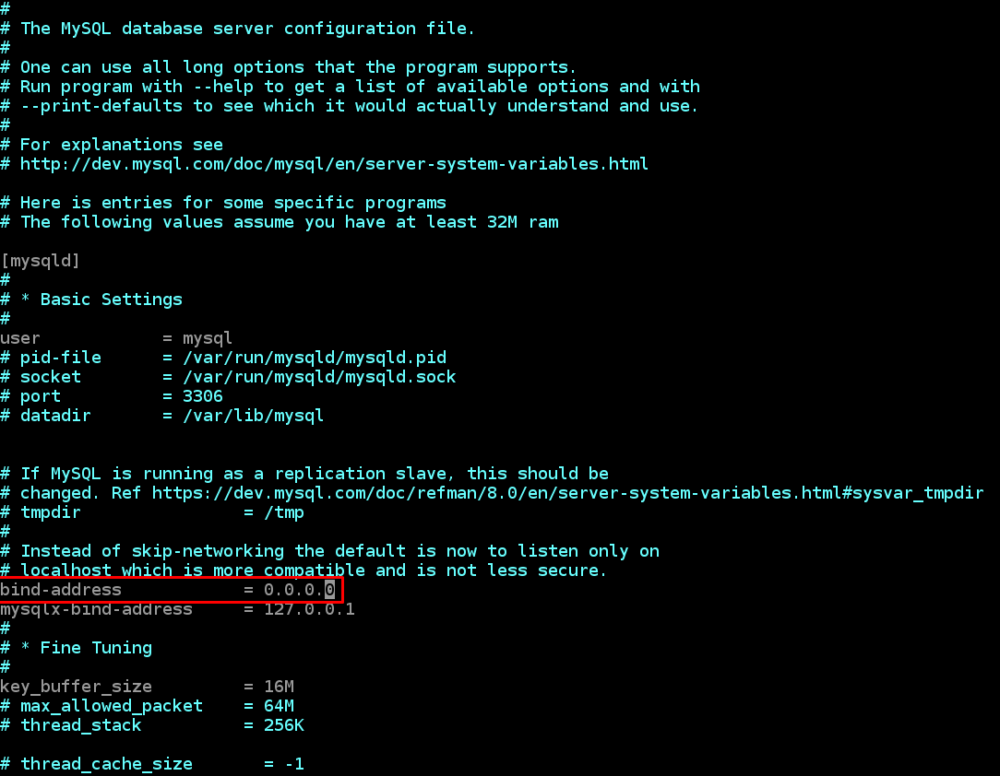 #
# The MySQL database server configuration file.
#
# One can use all long options that the program supports.
# Run program with --help to get a list of available options and with
# --print-defaults to see which it would actually understand and use.
#
# For explanations see
# http://dev.mysql.com/doc/mysql/en/server-system-variables.html

# Here is entries for some specific programs
# The following values assume you have at least 32M ram

[mysqld]
#
# * Basic Settings
#
user            = mysql
# pid-file      = /var/run/mysqld/mysqld.pid
# socket        = /var/run/mysqld/mysqld.sock
# port          = 3306
# datadir       = /var/lib/mysql


# If MySQL is running as a replication slave, this should be
# changed. Ref https://dev.mysql.com/doc/refman/8.0/en/server-system-variables.html#sysvar_tmpdir
# tmpdir                = /tmp
#
# Instead of skip-networking the default is now to listen only on
# localhost which is more compatible and is not less secure.
bind-address            = 0.0.0.0
mysqlx-bind-address     = 127.0.0.1
#
# * Fine Tuning
#
key_buffer_size         = 16M
# max_allowed_packet    = 64M
# thread_stack          = 256K

# thread_cache_size       = -1